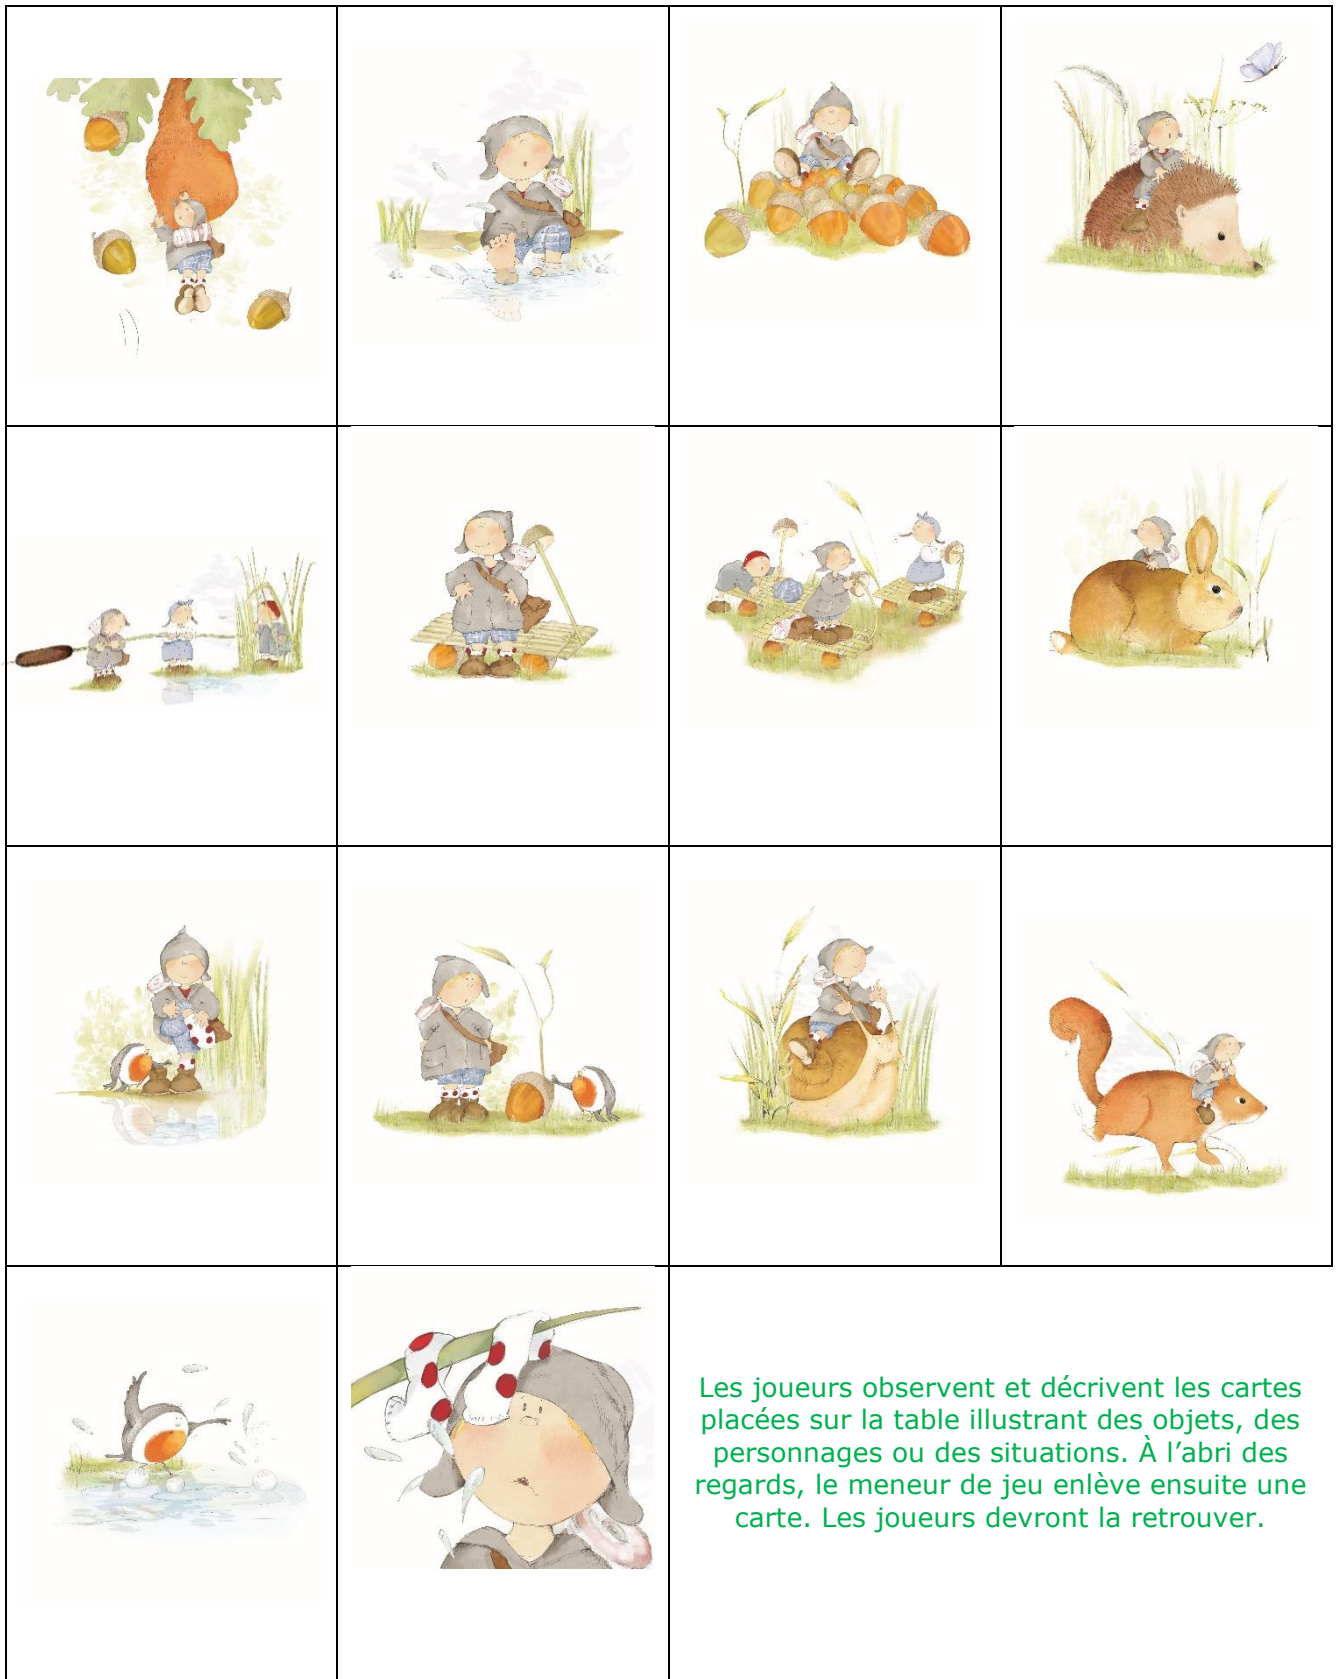 Les joueurs observent et décrivent les cartes
placées sur la table illustrant des objets, des
personnages ou des situations. À l’abri des
regards, le meneur de jeu enlève ensuite une
carte. Les joueurs devront la retrouver.